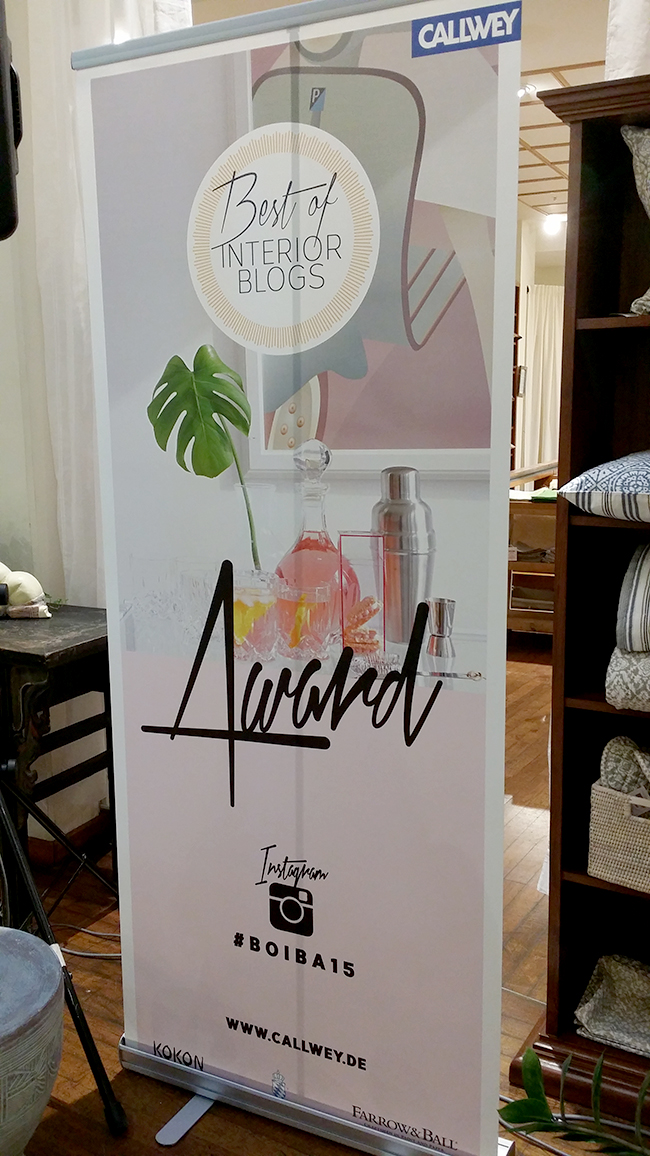 CALLWEY
P
Best of
INTERIOR
BLOGS
Award
Instagram
#BOIBA15
WWW.CALLWEY.DE
KOKON
FARROW&BALL